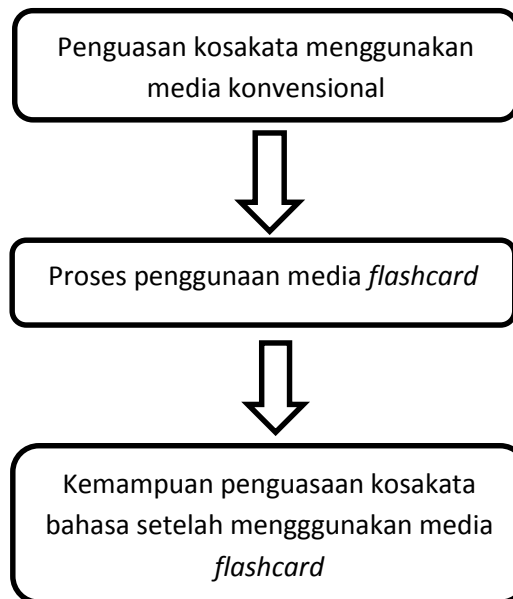 Penguasan kosakata menggunakan
media konvensional
Proses penggunaan media flashcard
Kemampuan penguasaan kosakata
bahasa setelah mengggunakan media
flashcard